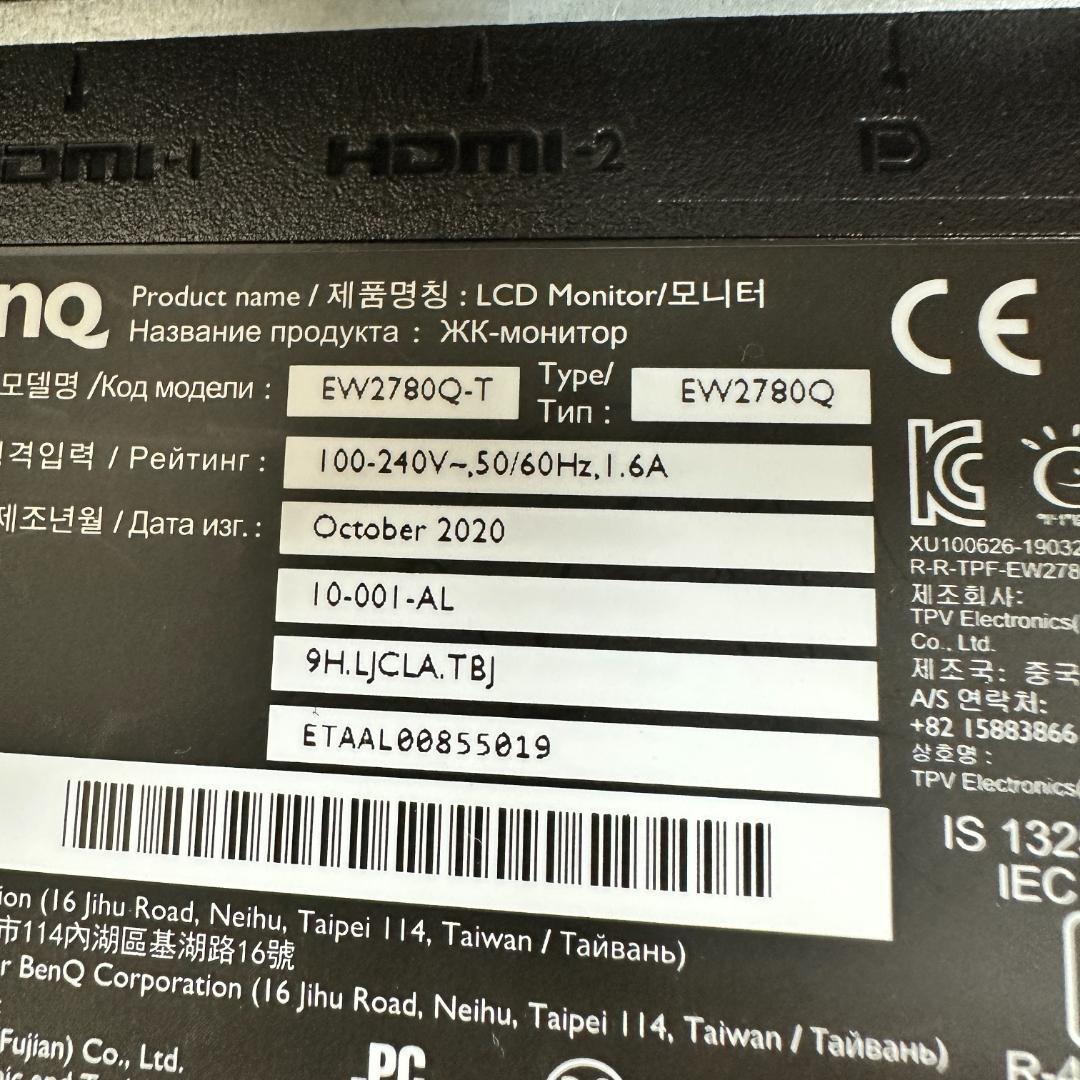 HDMI-2
Product name / 제품명칭 : LCD Monitor/모니터
Название продукта : ЖК-монитор
모델명 /Код модели : EW2780Q-T Type/ Тип : EW2780Q
격입력 / Рейтинг : 100-240V~,50/60Hz,1.6A
제조년월 / Дата изг. : October 2020
10-001-AL
9H.LJCLA.TBJ
ETAAL00855019
XU100626-19032
R-R-TPF-EW278
제조회사:
TPV Electronics(
Co., Ltd.
제조국: 중국
A/S 연락처:
+82 15883866
상호명 :
TPV Electronics(
IS 132
IEC
ion (16 Jihu Road, Neihu, Taipei 114, Taiwan / Тайвань)
市114內湖區基湖路16號
r BenQ Corporation (16 Jihu Road, Neihu, Taipei 114, Taiwan / Тайвань)
(Fujian) Co., Ltd.
PC
R-4